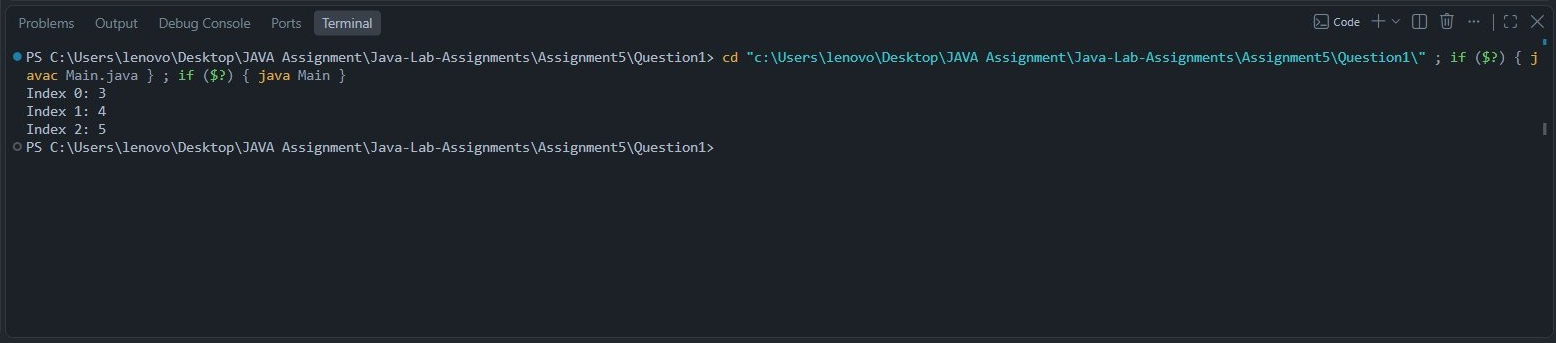 Problems Output Debug Console Ports Terminal Code
PS C:\Users\lenovo\Desktop\JAVA Assignment\Java-Lab-Assignments\Assignment5\Question1> cd "c:\Users\lenovo\Desktop\JAVA Assignment\Java-Lab-Assignments\Assignment5\Question1\" ; if ($?) { j
avac Main.java } ; if ($?) { java Main }
Index 0: 3
Index 1: 4
Index 2: 5
PS C:\Users\lenovo\Desktop\JAVA Assignment\Java-Lab-Assignments\Assignment5\Question1>